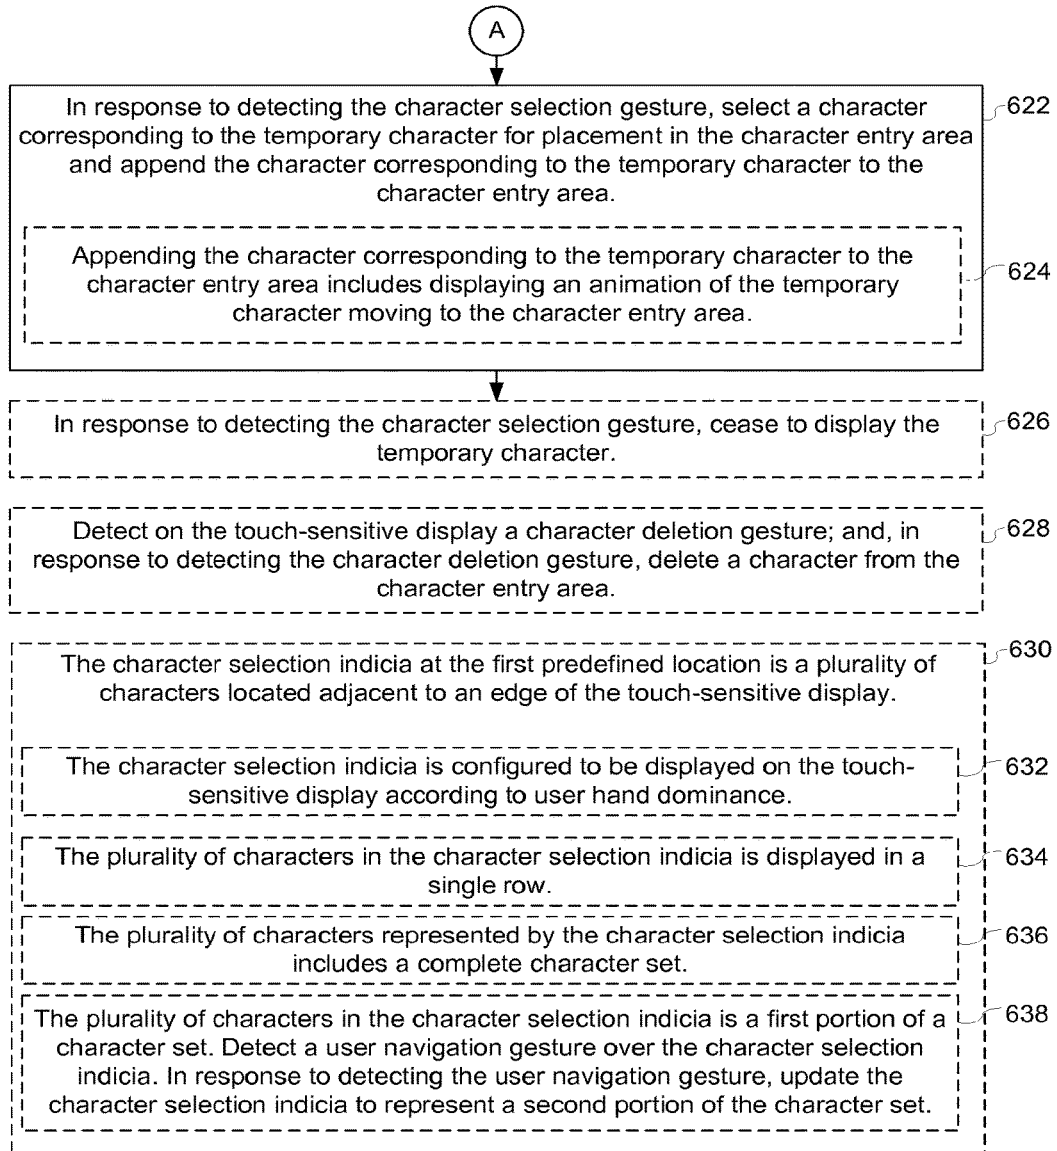 A
In response to detecting the character selection gesture, select a character
corresponding to the temporary character for placement in the character entry area
and append the character corresponding to the temporary character to the
character entry area.
622
Appending the character corresponding to the temporary character to the
character entry area includes displaying an animation of the temporary
character moving to the character entry area.
624
In response to detecting the character selection gesture, cease to display the
temporary character.
626
Detect on the touch-sensitive display a character deletion gesture; and, in
response to detecting the character deletion gesture, delete a character from the
character entry area.
628
The character selection indicia at the first predefined location is a plurality of
characters located adjacent to an edge of the touch-sensitive display.
630
The character selection indicia is configured to be displayed on the touch-
sensitive display according to user hand dominance.
632
The plurality of characters in the character selection indicia is displayed in a
single row.
634
The plurality of characters represented by the character selection indicia
includes a complete character set.
636
The plurality of characters in the character selection indicia is a first portion of a
character set. Detect a user navigation gesture over the character selection
indicia. In response to detecting the user navigation gesture, update the
character selection indicia to represent a second portion of the character set.
638